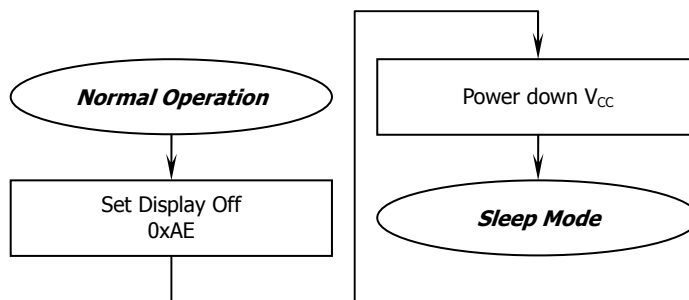 Normal Operation
Set Display Off
0xAE
Power down VCC
Sleep Mode